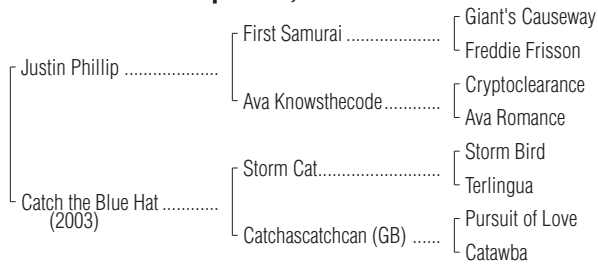 Giant's Causeway
First Samurai ...................
Freddie Frisson
Justin Phillip ....................
Cryptoclearance
Ava Knowsthecode............
Ava Romance
Storm Bird
Storm Cat.........................
Terlingua
Catch the Blue Hat ............
(2003)
Pursuit of Love
Catchascatchcan (GB) ......
Catawba